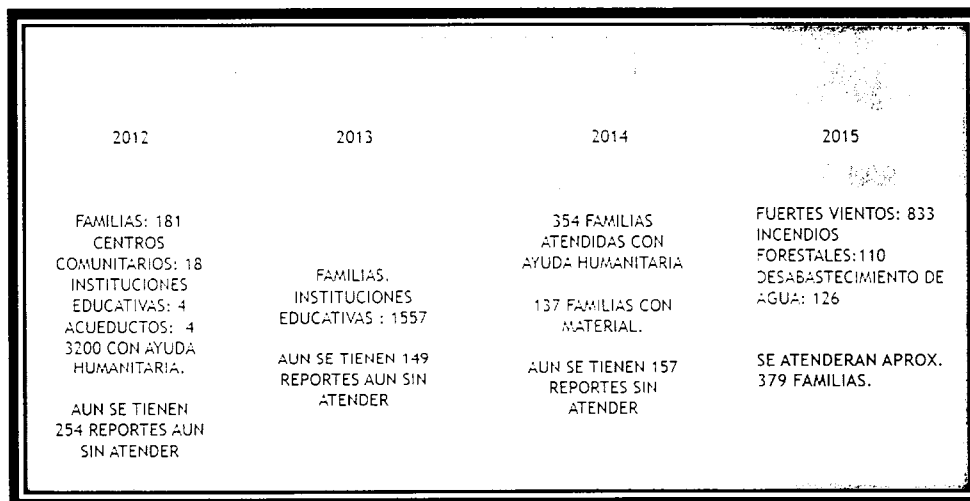 2012
2013
2014
2015
FAMILIAS: 181
CENTROS
COMUNITARIOS: 18
INSTITUCIONES
EDUCATIVAS: 4
ACUEDUCTOS: 4
3200 CON AYUDA
HUMANITARIA.
AUN SE TIENEN
254 REPORTES AUN
SIN ATENDER
FAMILIAS.
INSTITUCIONES
EDUCATIVAS : 1557
AUN SE TIENEN 149
REPORTES AUN SIN
ATENDER
354 FAMILIAS
ATENDIDAS CON
AYUDA HUMANITARIA
137 FAMILIAS CON
MATERIAL.
AUN SE TIENEN 157
REPORTES SIN
ATENDER
FUERTES VIENTOS: 833
INCENDIOS
FORESTALES:110
DESABASTECIMIENTO DE
AGUA: 126
SE ATENDERAN APROX.
379 FAMILIAS.